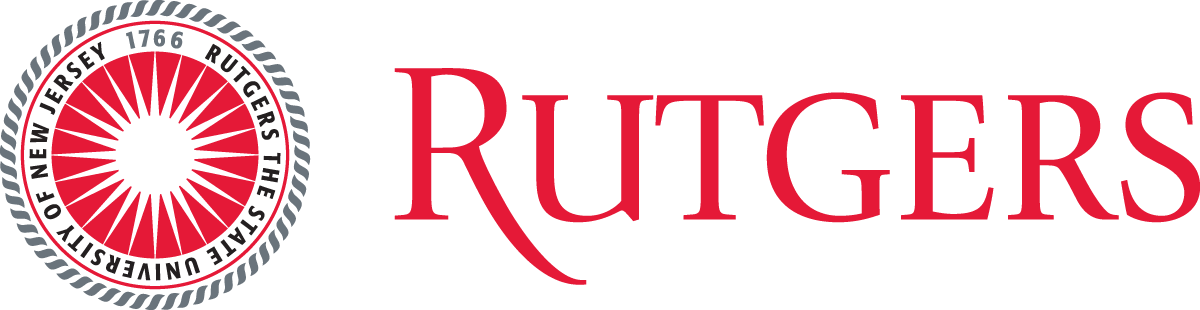 1766
RUTGERS THE STATE UNIVERSITY OF NEW JERSEY
RUTGERS